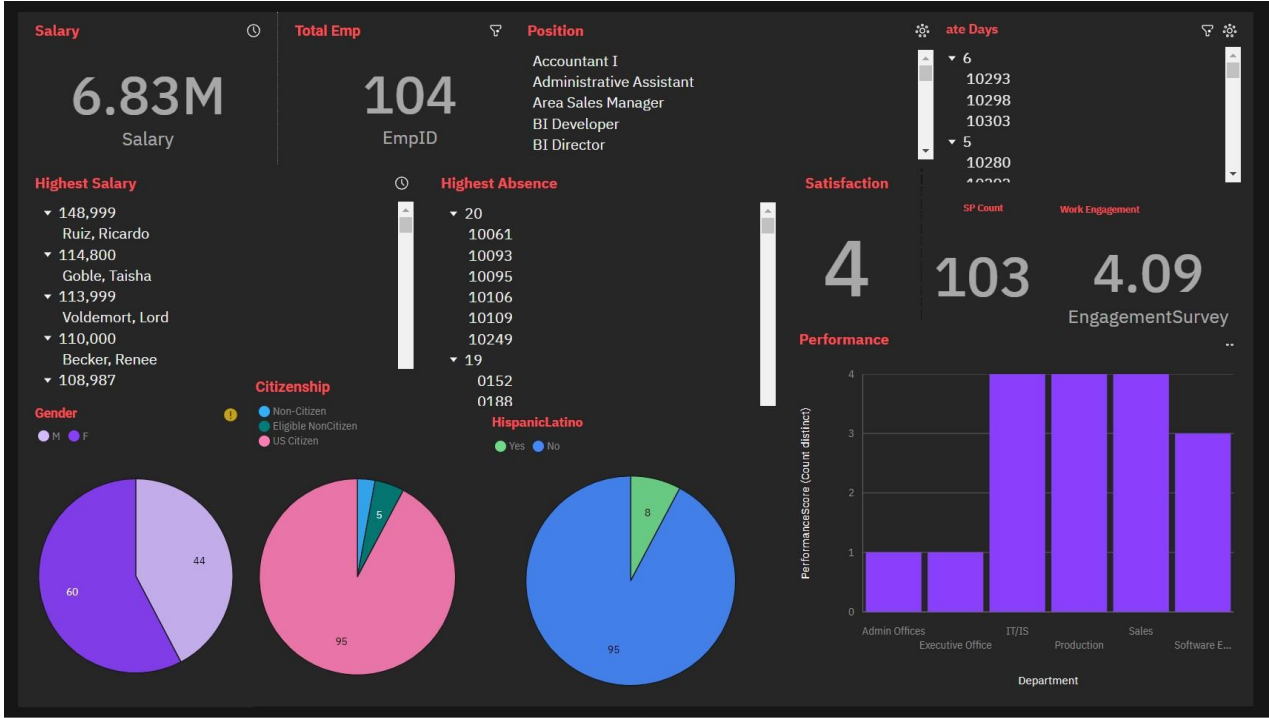 Salary
6.83M
Salary
Total Emp
104
EmpID
Position
Accountant I
Administrative Assistant
Area Sales Manager
BI Developer
BI Director
ate Days
6
10293
10298
10303
5
10280
Highest Salary
148,999
Ruiz, Ricardo
114,800
Goble, Taisha
113,999
Voldemort, Lord
110,000
Becker, Renee
108,987
Highest Absence
20
10061
10093
10095
10106
10109
10249
19
0152
0188
Satisfaction
4
SP Count
103
Work Engagement
4.09
EngagementSurvey
Gender
M F
44
60
Citizenship
Non-Citizen
Eligible NonCitizen
US Citizen
5
95
HispanicLatino
Yes No
8
95
Performance
PerformanceScore (Count distinct)
4
3
2
1
0
Admin Offices
Executive Office
IT/IS
Production
Sales
Software E...
Department